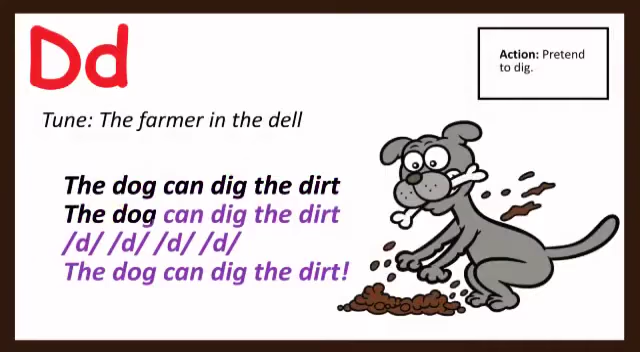 Dd
Action: Pretend
to dig.
Tune: The farmer in the dell
The dog can dig the dirt
The dog can dig the dirt
/d/ /d/ /d/ /d/
The dog can dig the dirt!